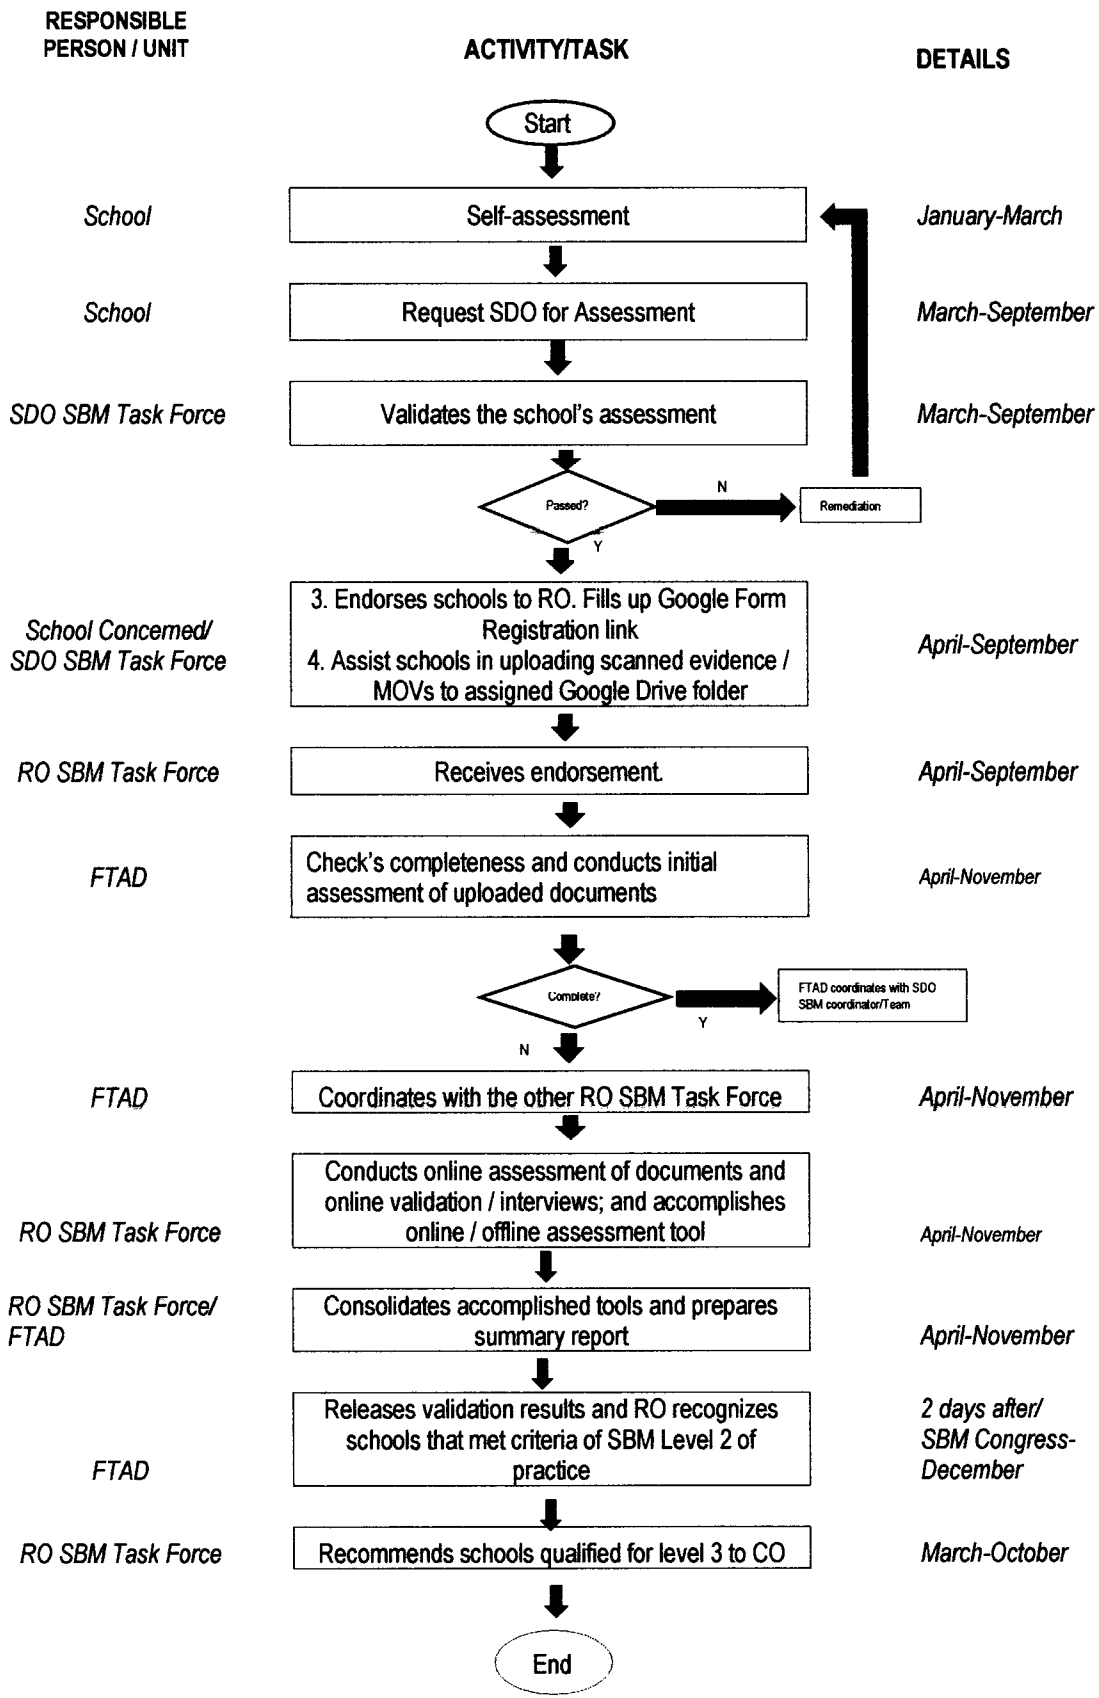 RESPONSIBLE
PERSON / UNIT
ACTIVITY/TASK
DETAILS
Start
School
Self-assessment
January-March
School
Request SDO for Assessment
March-September
SDO SBM Task Force
Validates the school's assessment
March-September
Passed?
N
Remediation
Y
School Concerned/
SDO SBM Task Force
3. Endorses schools to RO. Fills up Google Form
Registration link
4. Assist schools in uploading scanned evidence /
MOVs to assigned Google Drive folder
April-September
RO SBM Task Force
Receives endorsement.
April-September
FTAD
Check's completeness and conducts initial
assessment of uploaded documents
April-November
Complete?
Y
FTAD coordinates with SDO
SBM coordinator/Team
N
FTAD
Coordinates with the other RO SBM Task Force
April-November
RO SBM Task Force
Conducts online assessment of documents and
online validation / interviews; and accomplishes
online / offline assessment tool
April-November
RO SBM Task Force/
FTAD
Consolidates accomplished tools and prepares
summary report
April-November
FTAD
Releases validation results and RO recognizes
schools that met criteria of SBM Level 2 of
practice
2 days after/
SBM Congress-
December
RO SBM Task Force
Recommends schools qualified for level 3 to CO
March-October
End